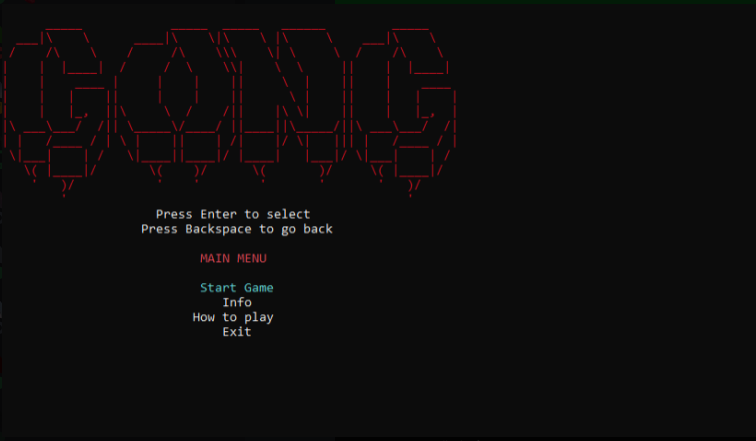 GONG
Press Enter to select
Press Backspace to go back
MAIN MENU
Start Game
Info
How to play
Exit